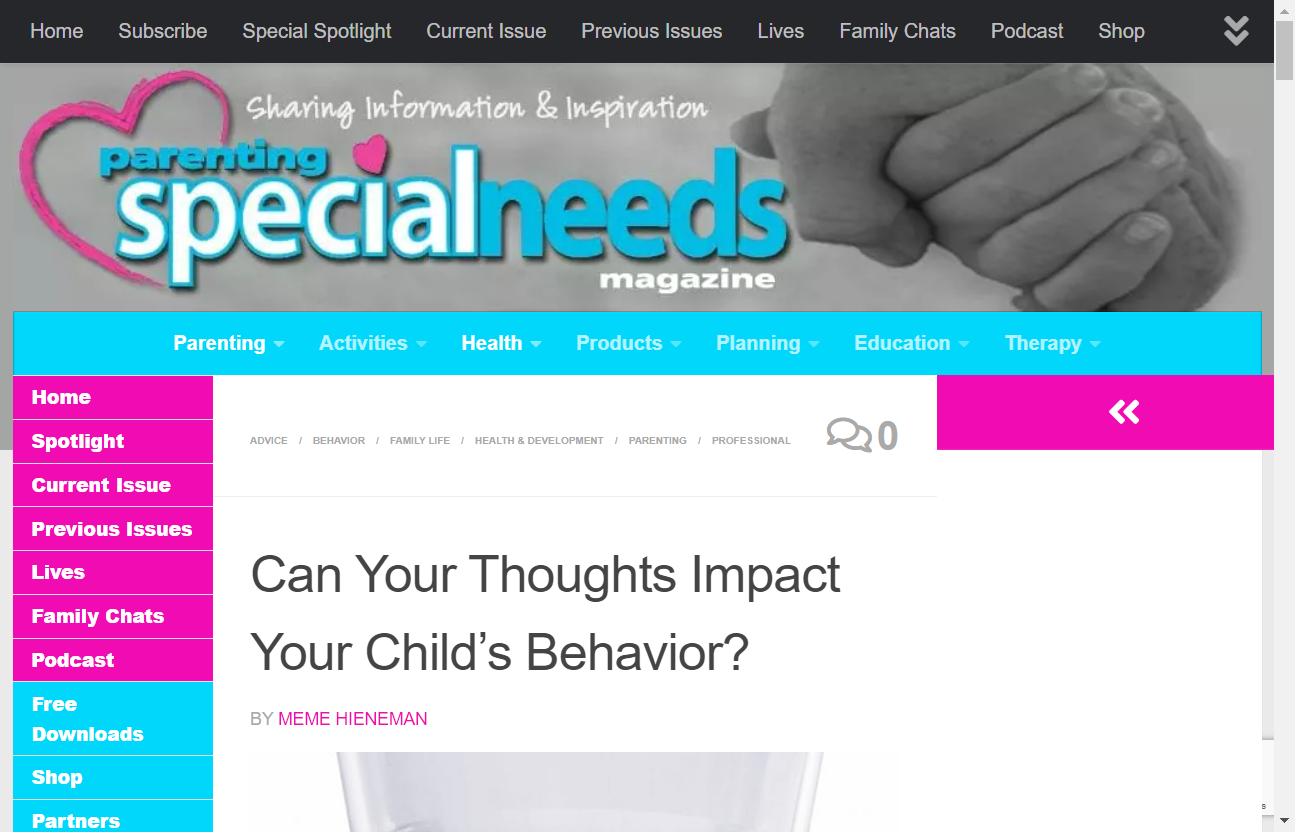 Home Subscribe Special Spotlight Current Issue Previous Issues Lives Family Chats Podcast Shop
Sharing Information & Inspiration
parenting
specialneeds
magazine
Parenting Activities Health Products Planning Education Therapy
Home
Spotlight
Current Issue
Previous Issues
Lives
Family Chats
Podcast
Free
Downloads
Shop
Partners
ADVICE / BEHAVIOR / FAMILY LIFE / HEALTH & DEVELOPMENT / PARENTING / PROFESSIONAL
0
Can Your Thoughts Impact
Your Child’s Behavior?
BY MEME HIENEMAN